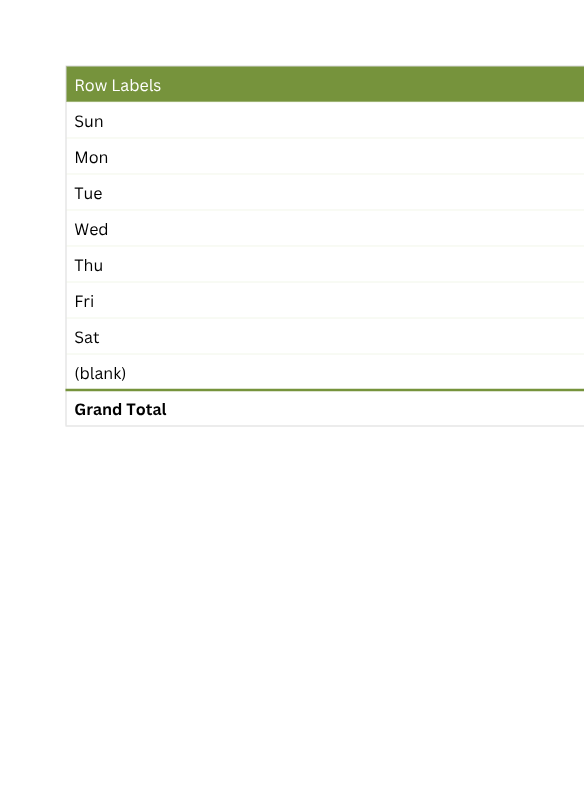 Row Labels
Sun
Mon
Tue
Wed
Thu
Fri
Sat
(blank)
Grand Total